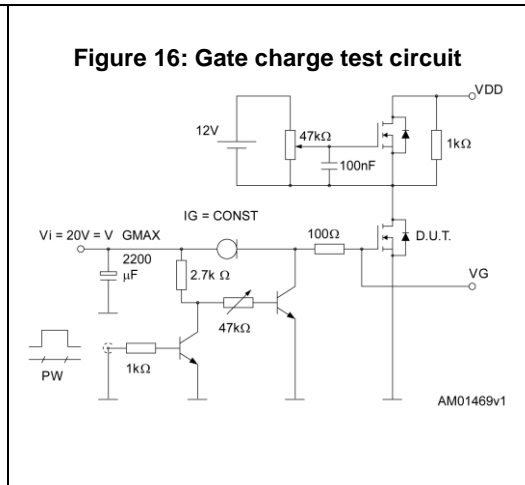 Figure 16: Gate charge test circuit
VDD
12V
47kΩ
1kΩ
100nF
IG = CONST
Vi = 20V = V GMAX
100Ω
D.U.T.
2200
μF
2.7k Ω
VG
47kΩ
1kΩ
PW
AM01469v1